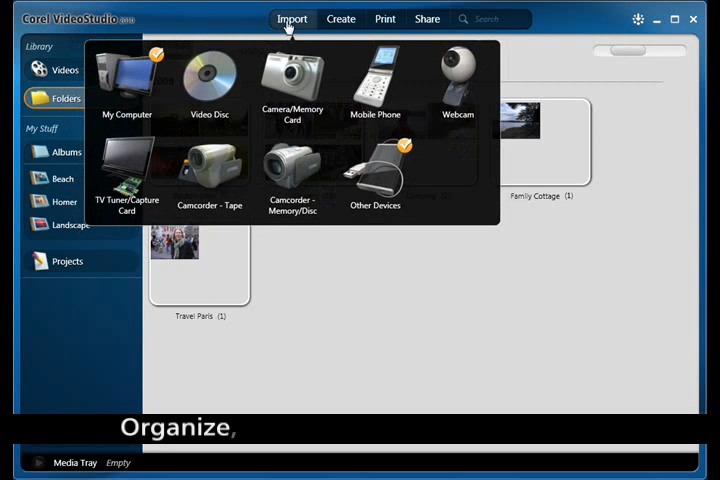 Corel VideoStudio 2010
Import Create Print Share Search
Library
Videos
Folders
My Stuff
Albums
Beach
Homer
Landscape
Projects
My Computer
Video Disc
Camera/Memory
Card
Mobile Phone
Webcam
TV Tuner/Capture
Card
Camcorder - Tape
Camcorder -
Memory/Disc
Other Devices
Family Cottage (1)
Travel Paris (1)
Organize,
Media Tray Empty